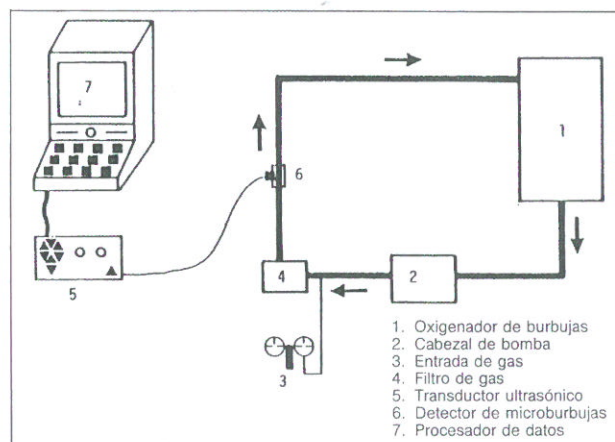 7
1
6
4
2
5
3
1. Oxigenador de burbujas
2. Cabezal de bomba
3. Entrada de gas
4. Filtro de gas
5. Transductor ultrasónico
6. Detector de microburbujas
7. Procesador de datos